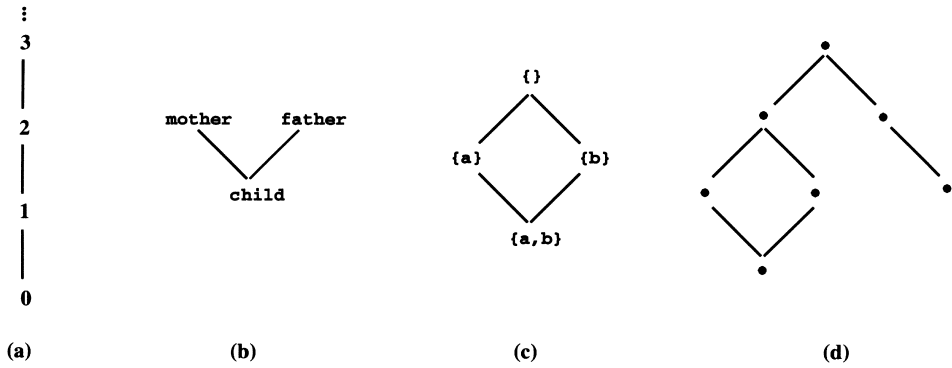 ⋮
3
2
1
0
(a)
mother father
child
(b)
{}
{a} {b}
{a,b}
(c)
(d)